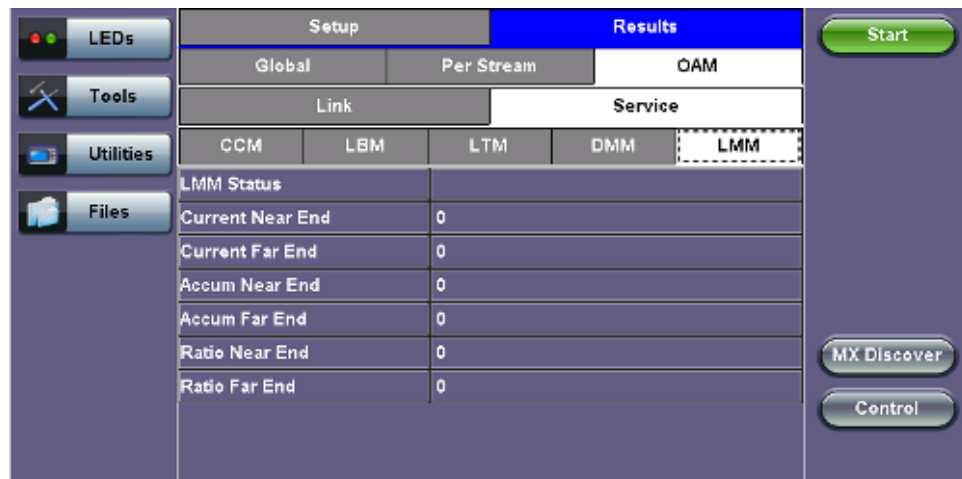 LEDs
Tools
Utilities
Files
Setup Results
Global Per Stream OAM
Link Service
CCM LBM LTM DMM LMM
LMM Status
Current Near End 0
Current Far End 0
Accum Near End 0
Accum Far End 0
Ratio Near End 0
Ratio Far End 0
Start
MX Discover
Control